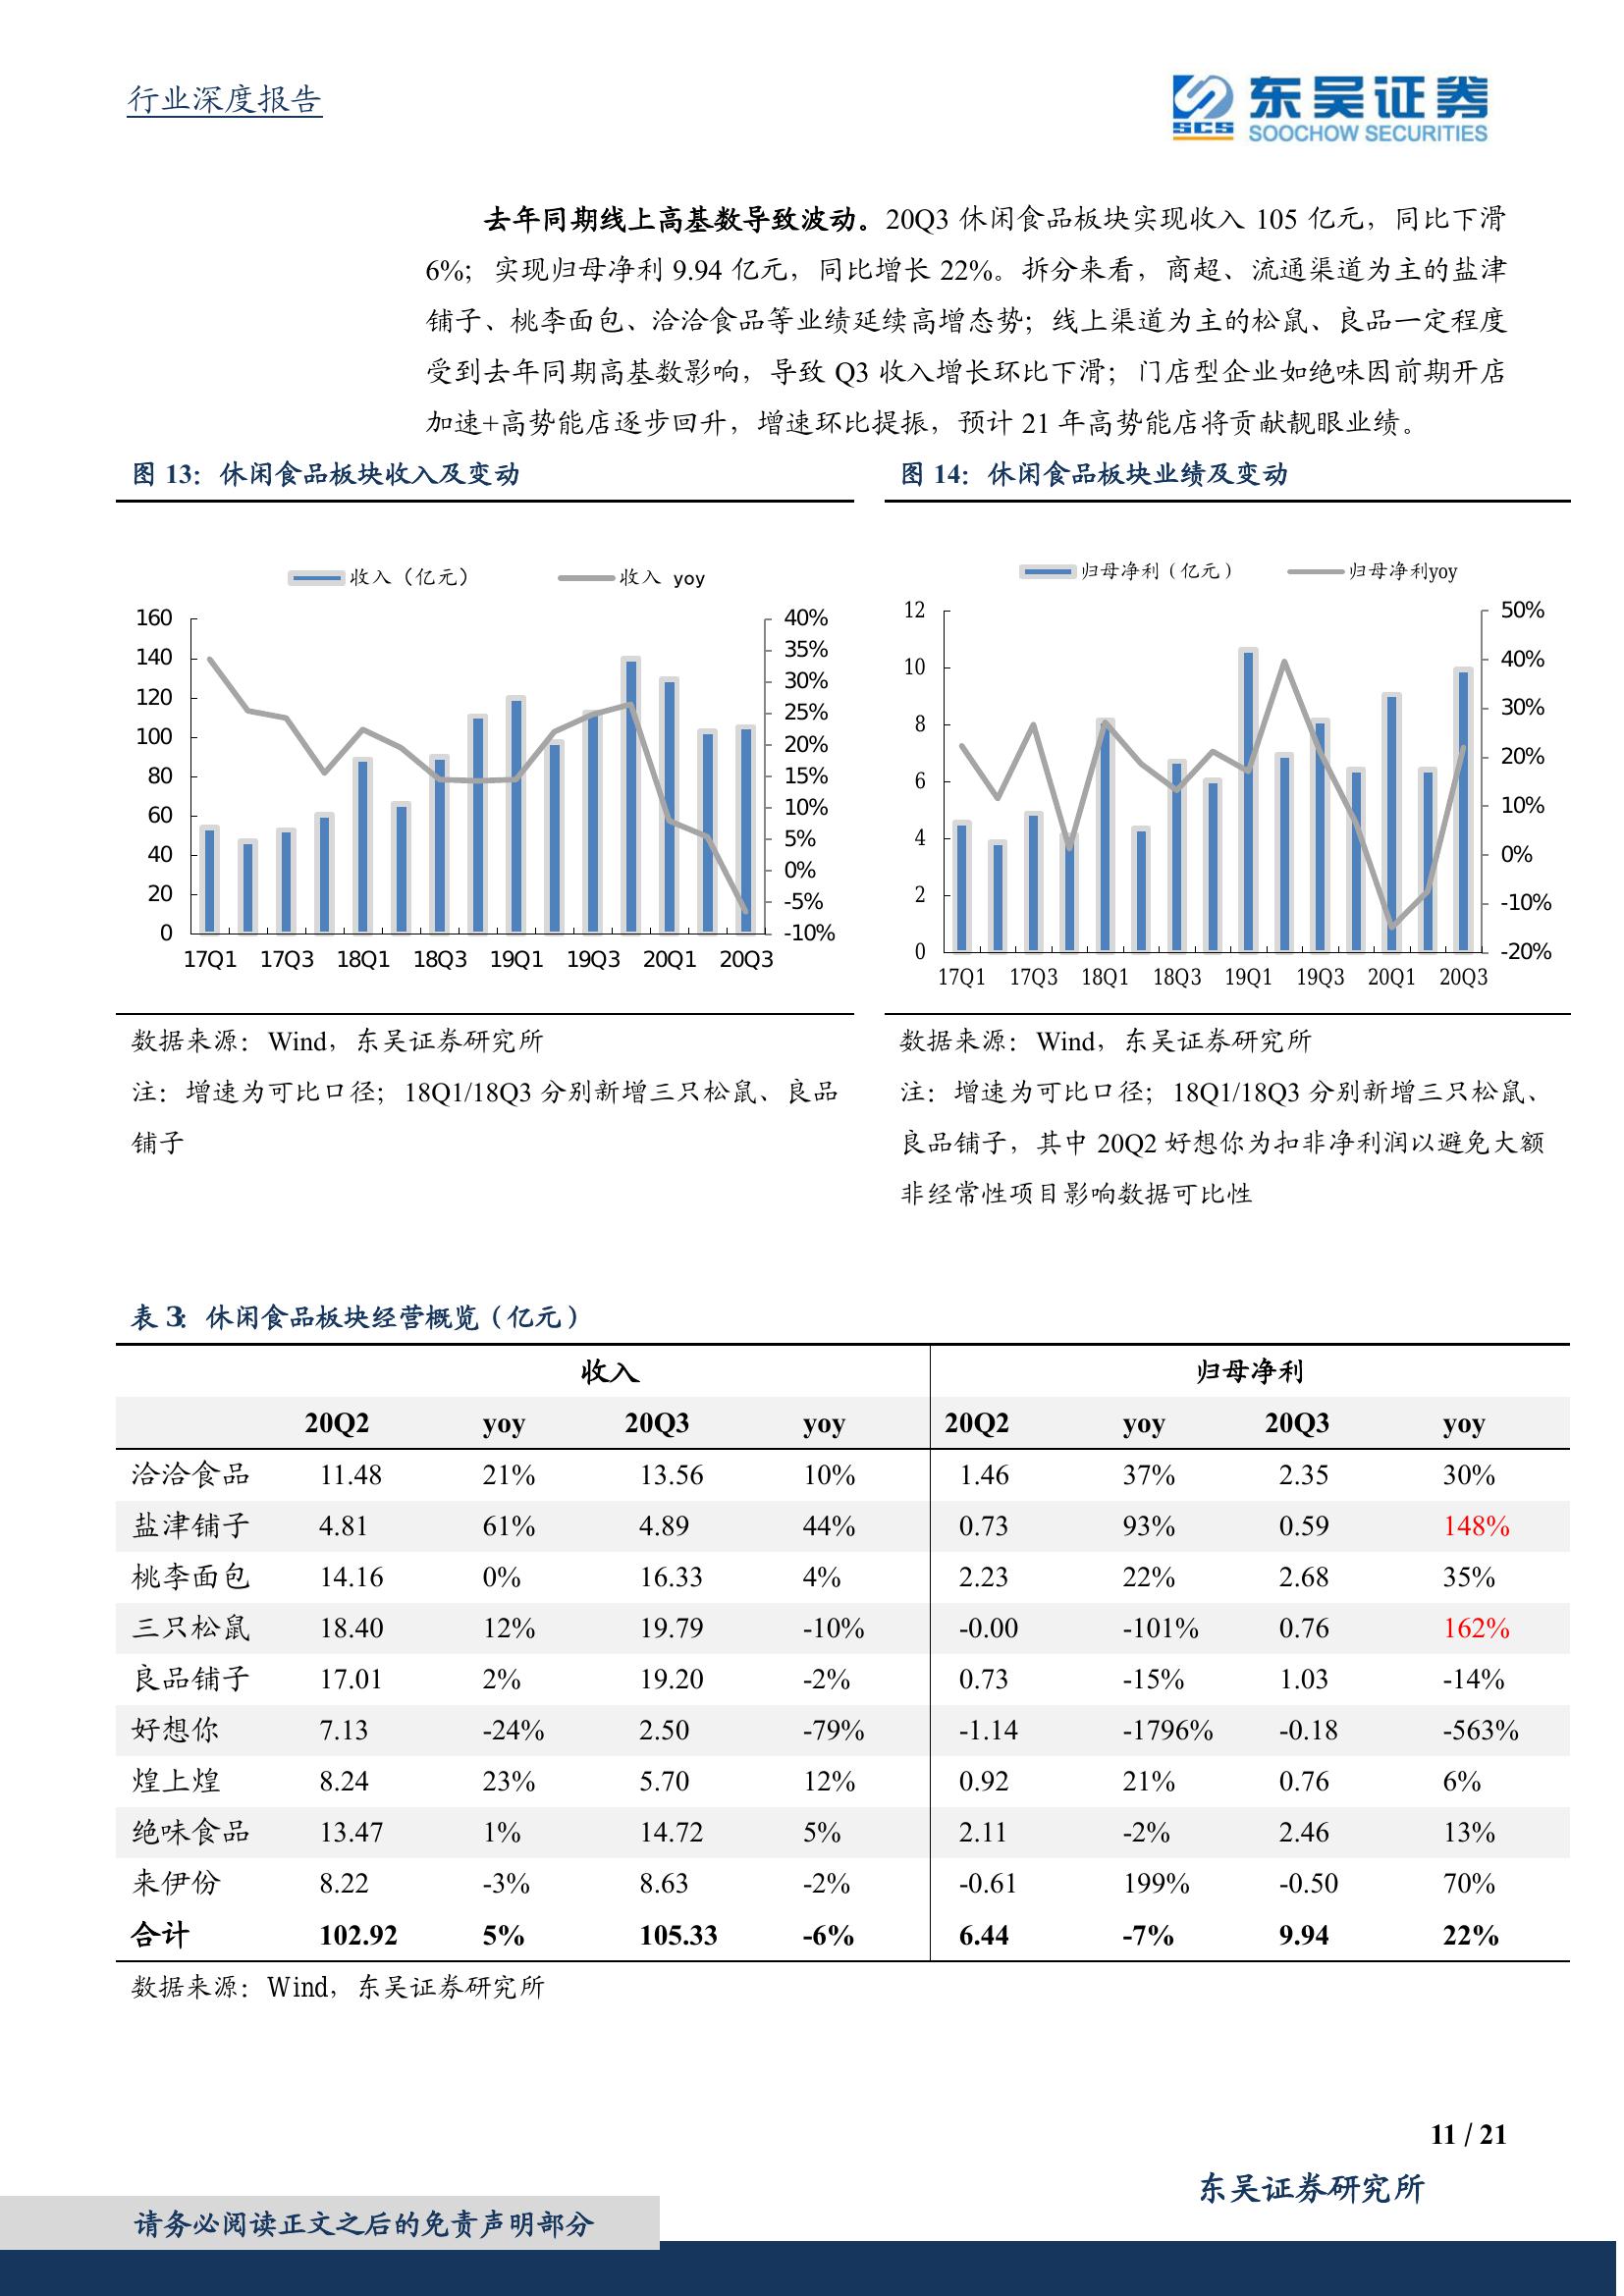 行业深度报告
SCS 东吴证券
SOOCHOW SECURITIES
去年同期线上高基数导致波动。20Q3 休闲食品板块实现收入 105 亿元，同比下滑
6%；实现归母净利 9.94 亿元，同比增长 22%。拆分来看，商超、流通渠道为主的盐津
铺子、桃李面包、洽洽食品等业绩延续高增态势；线上渠道为主的松鼠、良品一定程度
受到去年同期高基数影响，导致 Q3 收入增长环比下滑；门店型企业如绝味因前期开店
加速+高势能店逐步回升，增速环比提振，预计 21 年高势能店将贡献靓眼业绩。
图 13：休闲食品板块收入及变动
收入（亿元） 收入 yoy
160 40%
35%
140
30%
120
25%
100 20%
80 15%
10%
60
5%
40
0%
20 -5%
0 -10%
17Q1 17Q3 18Q1 18Q3 19Q1 19Q3 20Q1 20Q3
数据来源：Wind，东吴证券研究所
注：增速为可比口径；18Q1/18Q3 分别新增三只松鼠、良品
铺子
图 14：休闲食品板块业绩及变动
归母净利（亿元） 归母净利yoy
12 50%
40%
10
30%
8
20%
6
10%
4
0%
2 -10%
0 -20%
17Q1 17Q3 18Q1 18Q3 19Q1 19Q3 20Q1 20Q3
数据来源：Wind，东吴证券研究所
注：增速为可比口径；18Q1/18Q3 分别新增三只松鼠、
良品铺子，其中 20Q2 好想你为扣非净利润以避免大额
非经常性项目影响数据可比性
表 3：休闲食品板块经营概览（亿元）
收入 归母净利
20Q2 yoy 20Q3 yoy 20Q2 yoy 20Q3 yoy
洽洽食品 11.48 21% 13.56 10% 1.46 37% 2.35 30%
盐津铺子 4.81 61% 4.89 44% 0.73 93% 0.59 148%
桃李面包 14.16 0% 16.33 4% 2.23 22% 2.68 35%
三只松鼠 18.40 12% 19.79 -10% -0.00 -101% 0.76 162%
良品铺子 17.01 2% 19.20 -2% 0.73 -15% 1.03 -14%
好想你 7.13 -24% 2.50 -79% -1.14 -1796% -0.18 -563%
煌上煌 8.24 23% 5.70 12% 0.92 21% 0.76 6%
绝味食品 13.47 1% 14.72 5% 2.11 -2% 2.46 13%
来伊份 8.22 -3% 8.63 -2% -0.61 199% -0.50 70%
合计 102.92 5% 105.33 -6% 6.44 -7% 9.94 22%
数据来源：Wind，东吴证券研究所
11 / 21
东吴证券研究所
请务必阅读正文之后的免责声明部分